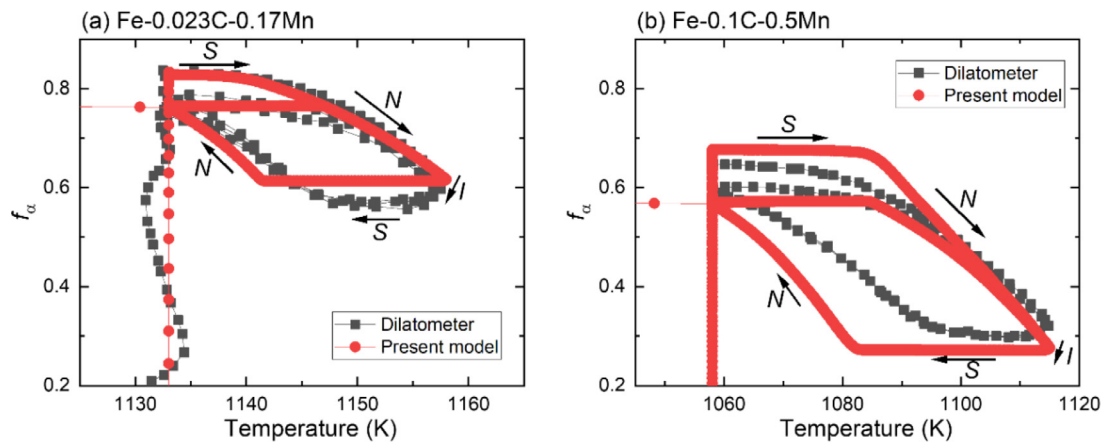 (a) Fe-0.023C-0.17Mn
fα
0.8
0.6
0.4
0.2
1130 1140 1150 1160
Temperature (K)
S
N
N
I
S
Dilatometer
Present model
(b) Fe-0.1C-0.5Mn
fα
0.8
0.6
0.4
0.2
1060 1080 1100 1120
Temperature (K)
Dilatometer
Present model
S
N
N
I
S